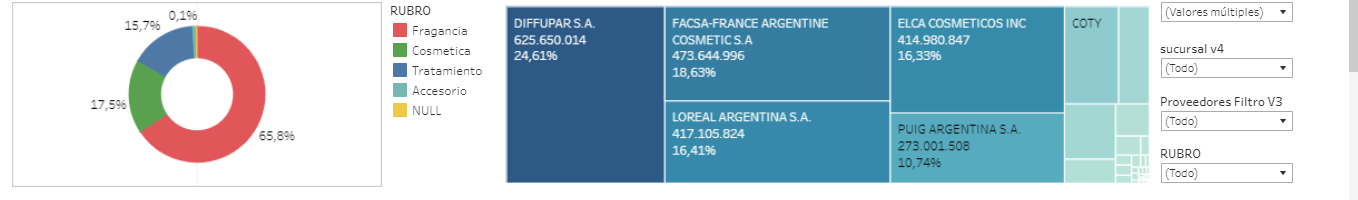 0,1%
15,7%
17,5%
65,8%
RUBRO
Fragancia
Cosmetica
Tratamiento
Accesorio
NULL
DIFFUPAR S.A.
625.650.014
24,61%
FACSA-FRANCE ARGENTINE
COSMETIC S.A
473.644.996
18,63%
LOREAL ARGENTINA S.A.
417.105.824
16,41%
ELCA COSMETICOS INC
414.980.847
16,33%
PUIG ARGENTINA S.A.
273.001.508
10,74%
COTY
(Valores múltiples)
sucursal v4
(Todo)
Proveedores Filtro V3
(Todo)
RUBRO
(Todo)